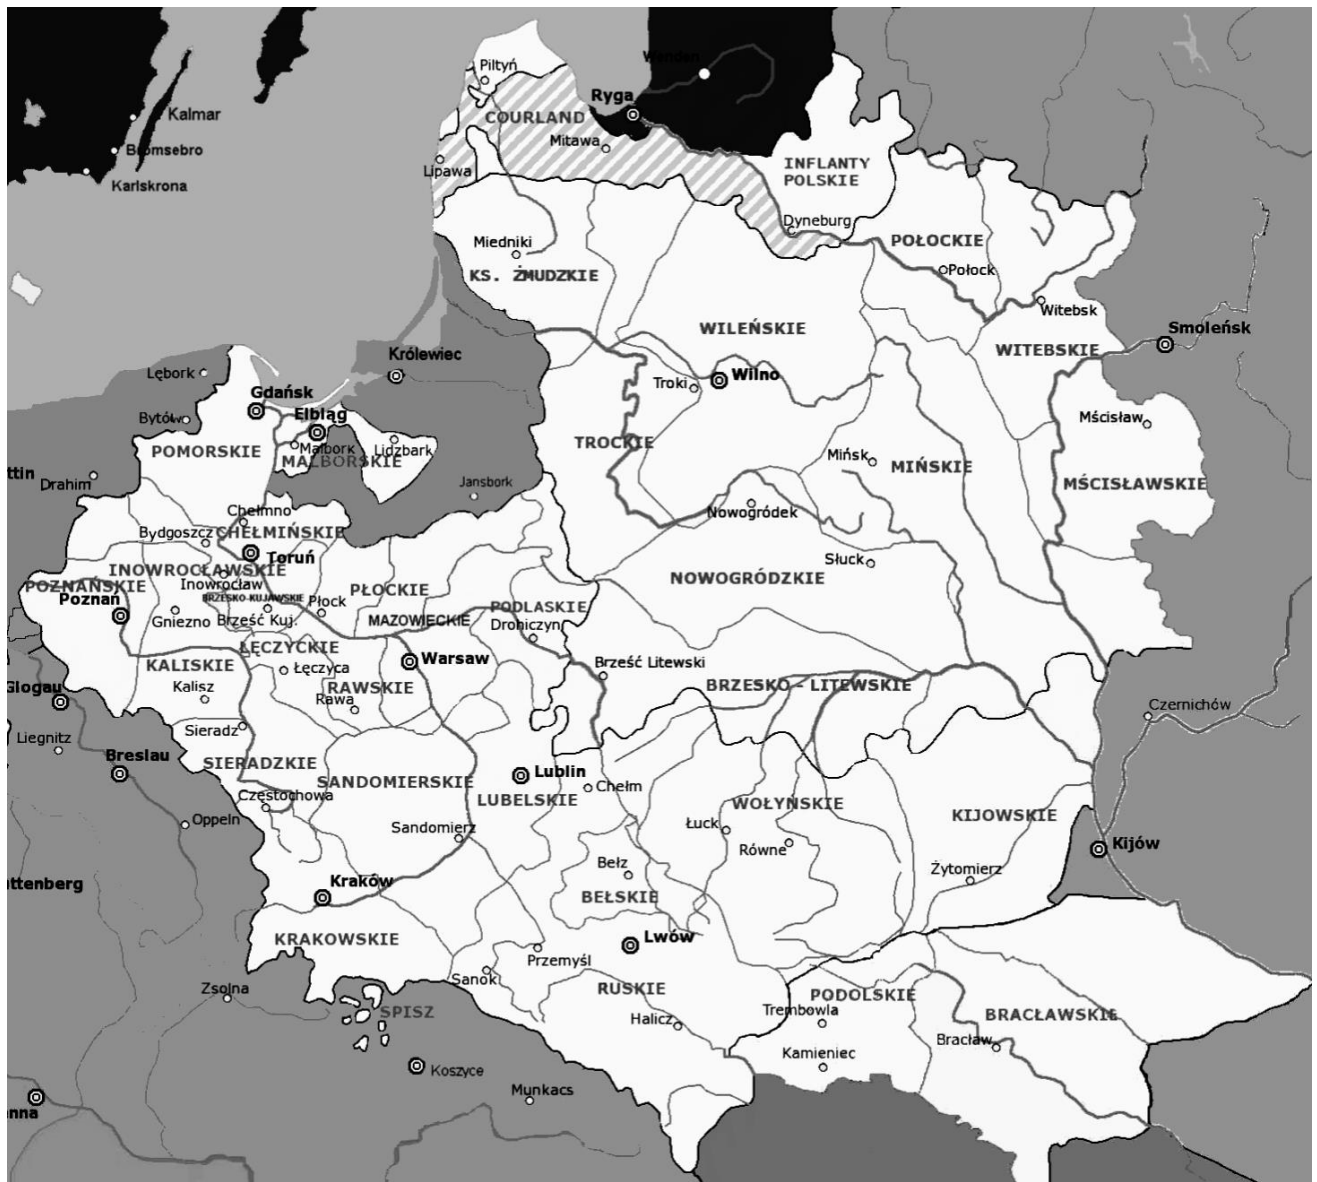 Wenden
Piltyń
Ryga
COURLAND
Kalmar
Mitawa
Bromsebro
INFLANTY
POLSKIE
Lipawa
Karlskrona
Dyneburg
POŁOCKIE
Miedniki
Połock
KS. ŻMUDZKIE
Witebsk
WILEŃSKIE
Smoleńsk
WITEBSKIE
Królewiec
Lębork
Troki
Wilno
Gdańsk
Bytów
Elbląg
Mścisław
TROCKIE
Malbork
Lidzbark
POMORSKIE
MALBORSKIE
Mińsk
MIŃSKIE
ttin
Drahim
Jansbork
MŚCISŁAWSKIE
Chełmno
Nowogródek
Bydgoszcz
CHEŁMIŃSKIE
Toruń
Słuck
INOWROCŁAWSKIE
POZNAŃSKIE
Inowrocław
NOWOGRÓDZKIE
PŁOCKIE
Poznań
BRZESKO-KUJAWSKIE
Płock
PODLASKIE
Gniezno
Brześć Kuj.
MAZOWIECKIE
Drohiczyn
ŁĘCZYCKIE
Warsaw
KALISKIE
Łęczyca
Brześć Litewski
Glogau
Kalisz
RAWSKIE
BRZESKO - LITEWSKIE
Rawa
Czernichów
Sieradz
Liegnitz
Breslau
SIERADZKIE
Lublin
SANDOMIERSKIE
Chełm
LUBELSKIE
Częstochowa
WOŁYŃSKIE
KIJOWSKIE
Oppeln
Sandomierz
Łuck
Równe
Kijów
Bełz
Żytomierz
uttenberg
Kraków
BEŁSKIE
KRAKOWSKIE
Lwów
Przemyśl
Sanok
Zsolna
RUSKIE
PODOLSKIE
SPISZ
Halicz
Trembowla
BRACŁAWSKIE
Bracław
Kamieniec
Koszyce
Munkacs
enna